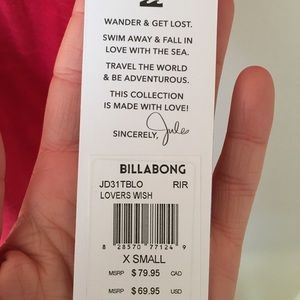 WANDER & GET LOST.
SWIM AWAY & FALL IN
LOVE WITH THE SEA.
TRAVEL THE WORLD
& BE ADVENTUROUS.
THIS COLLECTION
IS MADE WITH LOVE!
SINCERELY, Jules
BILLABONG
JD31TBLO RIR
LOVERS WISH
8 28570 77124 9
X SMALL
MSRP $ 79.95 CAD
MSRP $ 69.95 USD